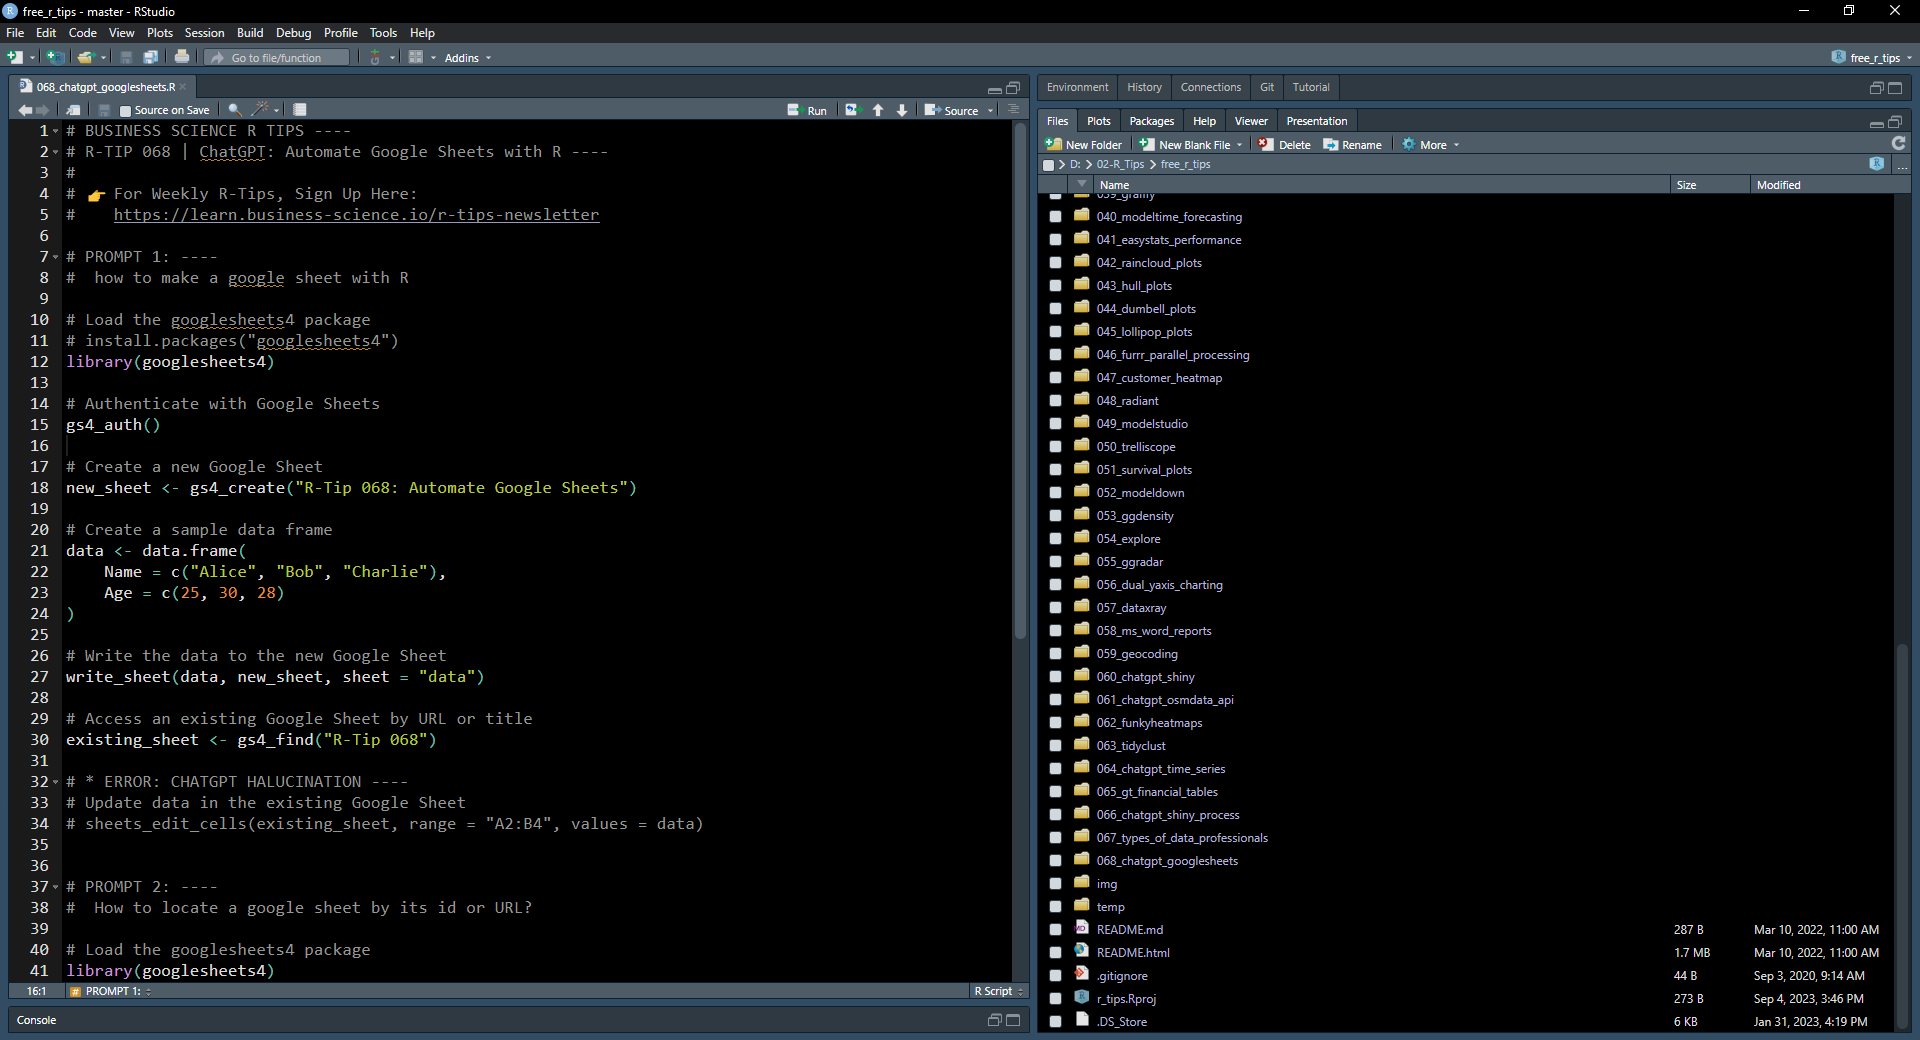 free_r_tips - master - RStudio
File Edit Code View Plots Session Build Debug Profile Tools Help
Go to file/function Addins free_r_tips
068_chatgpt_googlesheets.R
Source on Save Run Source
1 # BUSINESS SCIENCE R TIPS ----
2 # R-TIP 068 | ChatGPT: Automate Google Sheets with R ----
3 #
4 # 👉 For Weekly R-Tips, Sign Up Here:
5 #    https://learn.business-science.io/r-tips-newsletter
6
7 # PROMPT 1: ----
8 #  how to make a google sheet with R
9
10 # Load the googlesheets4 package
11 # install.packages("googlesheets4")
12 library(googlesheets4)
13
14 # Authenticate with Google Sheets
15 gs4_auth()
16
17 # Create a new Google Sheet
18 new_sheet <- gs4_create("R-Tip 068: Automate Google Sheets")
19
20 # Create a sample data frame
21 data <- data.frame(
22     Name = c("Alice", "Bob", "Charlie"),
23     Age = c(25, 30, 28)
24 )
25
26 # Write the data to the new Google Sheet
27 write_sheet(data, new_sheet, sheet = "data")
28
29 # Access an existing Google Sheet by URL or title
30 existing_sheet <- gs4_find("R-Tip 068")
31
32 # * ERROR: CHATGPT HALUCINATION ----
33 # Update data in the existing Google Sheet
34 # sheets_edit_cells(existing_sheet, range = "A2:B4", values = data)
35
36
37 # PROMPT 2: ----
38 #  How to locate a google sheet by its id or URL?
39
40 # Load the googlesheets4 package
41 library(googlesheets4)
16:1 # PROMPT 1: R Script
Console
Environment History Connections Git Tutorial
Files Plots Packages Help Viewer Presentation
New Folder New Blank File Delete Rename More
D: > 02-R_Tips > free_r_tips ...
Name Size Modified
039_graffify
040_modeltime_forecasting
041_easystats_performance
042_raincloud_plots
043_hull_plots
044_dumbell_plots
045_lollipop_plots
046_furrr_parallel_processing
047_customer_heatmap
048_radiant
049_modelstudio
050_trelliscope
051_survival_plots
052_modeldown
053_ggdensity
054_explore
055_ggradar
056_dual_yaxis_charting
057_dataxray
058_ms_word_reports
059_geocoding
060_chatgpt_shiny
061_chatgpt_osmdata_api
062_funkyheatmaps
063_tidyclust
064_chatgpt_time_series
065_gt_financial_tables
066_chatgpt_shiny_process
067_types_of_data_professionals
068_chatgpt_googlesheets
img
temp
README.md 287 B Mar 10, 2022, 11:00 AM
README.html 1.7 MB Mar 10, 2022, 11:00 AM
.gitignore 44 B Sep 3, 2020, 9:14 AM
r_tips.Rproj 273 B Sep 4, 2023, 3:46 PM
.DS_Store 6 KB Jan 31, 2023, 4:19 PM